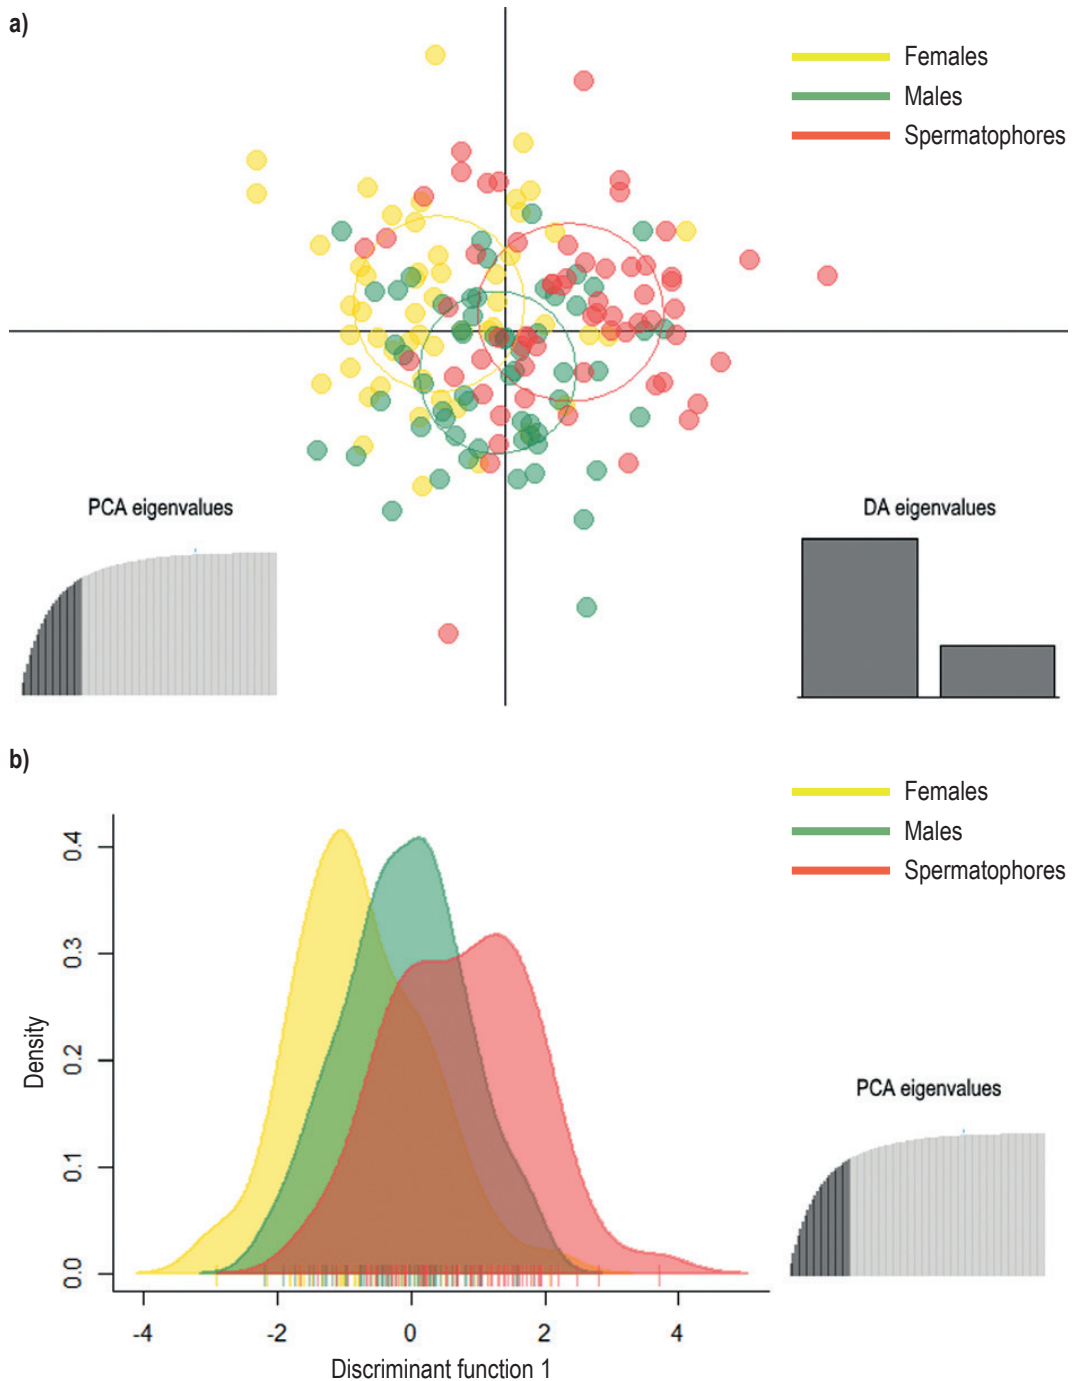 a)
Females
Males
Spermatophores
PCA eigenvalues
DA eigenvalues
b)
Females
Males
Spermatophores
0.4
0.3
0.2
0.1
0.0
Density
PCA eigenvalues
-4 -2 0 2 4
Discriminant function 1